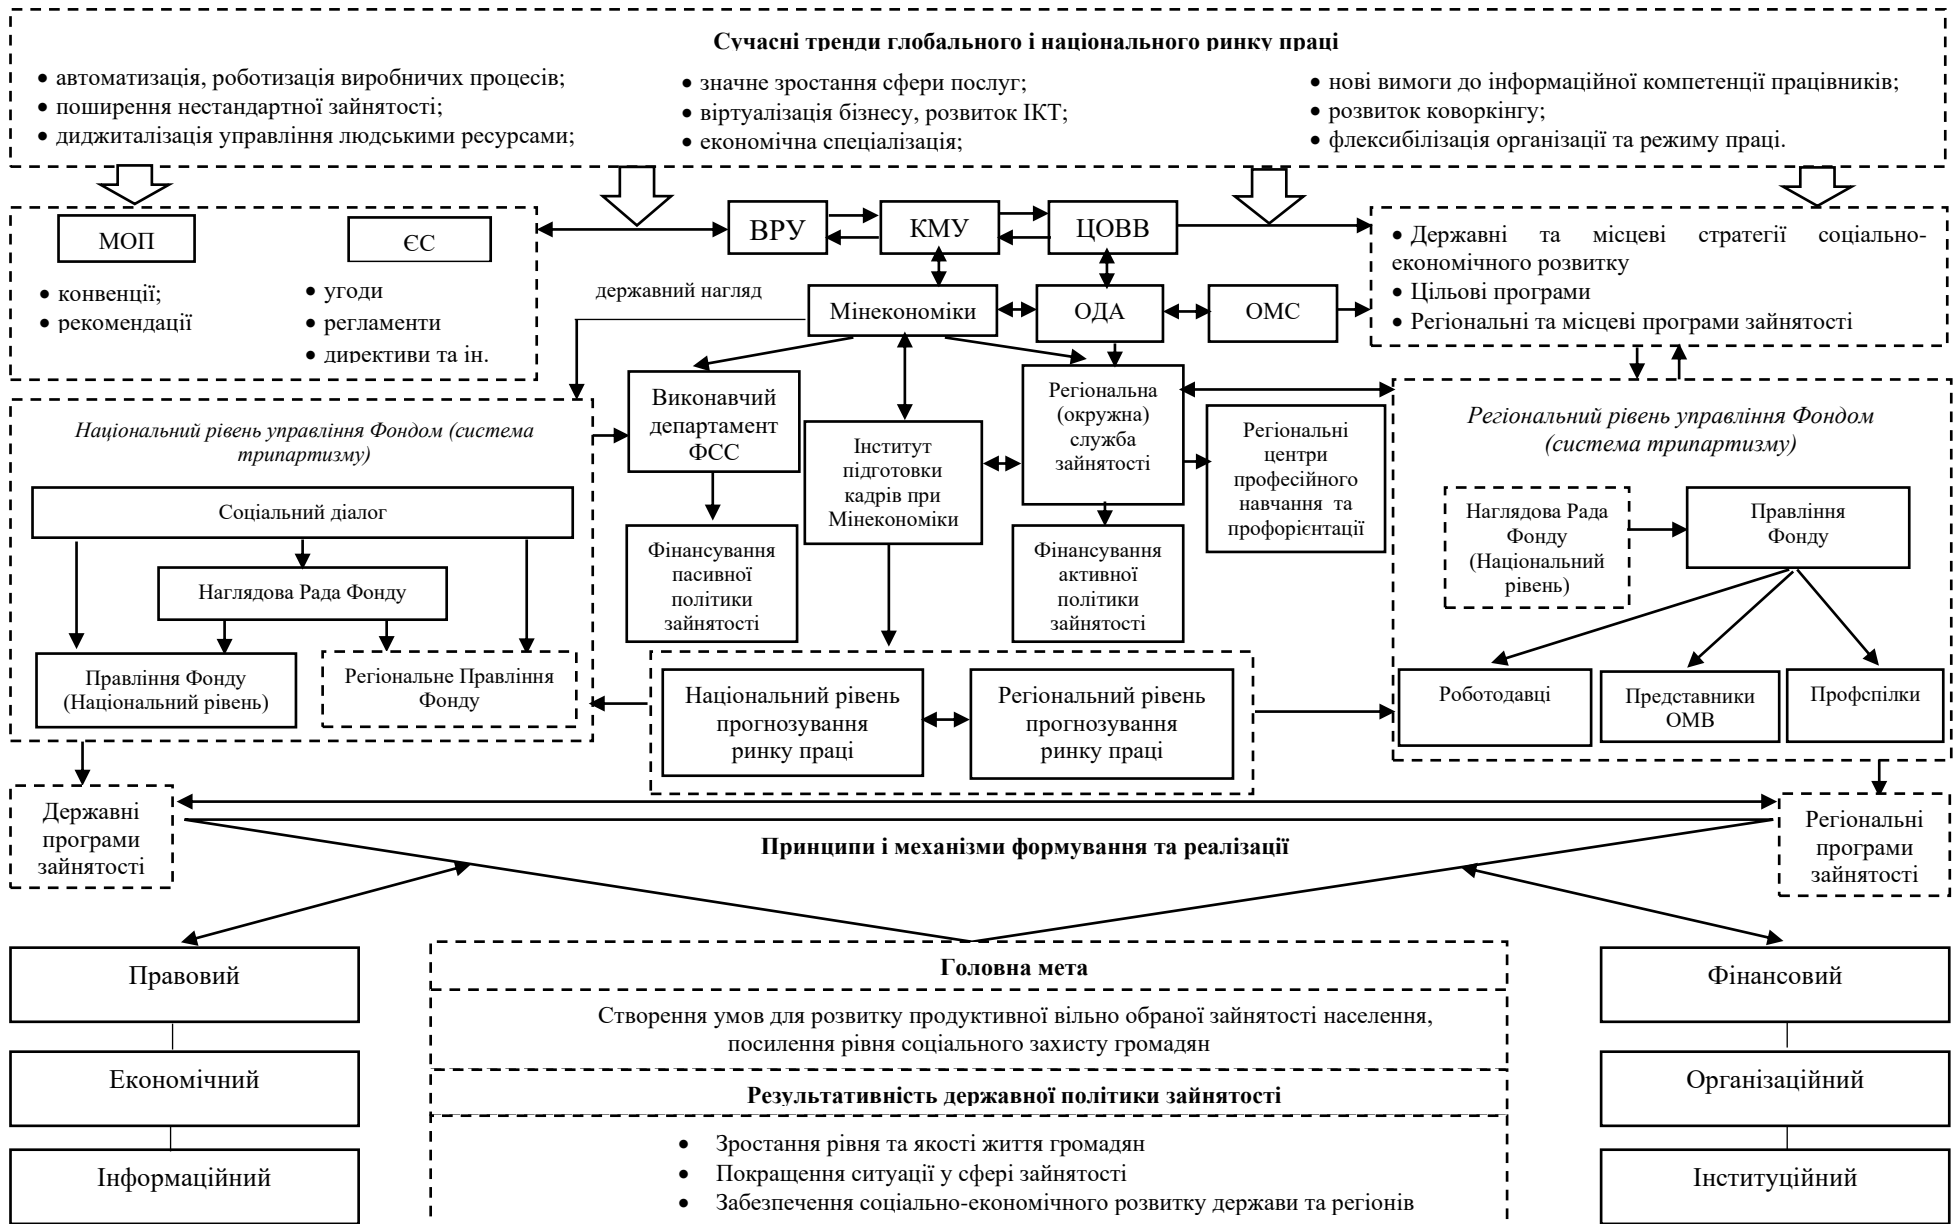 Сучасні тренди глобального і національного ринку праці
• автоматизація, роботизація виробничих процесів;
• поширення нестандартної зайнятості;
• диджиталізація управління людськими ресурсами;
• значне зростання сфери послуг;
• віртуалізація бізнесу, розвиток ІКТ;
• економічна спеціалізація;
• нові вимоги до інформаційної компетенції працівників;
• розвиток коворкінгу;
• флексибілізація організації та режиму праці.
МОП
• конвенції;
• рекомендації
ЄС
• угоди
• регламенти
• директиви та ін.
ВРУ
КМУ
ЦОВВ
• Державні та місцеві стратегії соціально-
економічного розвитку
• Цільові програми
• Регіональні та місцеві програми зайнятості
державний нагляд
Мінекономіки
ОДА
ОМС
Національний рівень управління Фондом (система
трипартизму)
Соціальний діалог
Наглядова Рада Фонду
Правління Фонду
(Національний рівень)
Регіональне Правління
Фонду
Виконавчий
департамент
ФСС
Фінансування
пасивної
політики
зайнятості
Інститут
підготовки
кадрів при
Мінекономіки
Регіональна
(окружна)
служба
зайнятості
Фінансування
активної
політики
зайнятості
Регіональні
центри
професійного
навчання та
профорієнтації
Регіональний рівень управління Фондом
(система трипартизму)
Наглядова Рада
Фонду
(Національний
рівень)
Правління
Фонду
Роботодавці
Представники
ОМВ
Профспілки
Національний рівень
прогнозування
ринку праці
Регіональний рівень
прогнозування
ринку праці
Державні
програми
зайнятості
Принципи і механізми формування та реалізації
Регіональні
програми
зайнятості
Правовий
Економічний
Інформаційний
Головна мета
Створення умов для розвитку продуктивної вільно обраної зайнятості населення,
посилення рівня соціального захисту громадян
Результативність державної політики зайнятості
• Зростання рівня та якості життя громадян
• Покращення ситуації у сфері зайнятості
• Забезпечення соціально-економічного розвитку держави та регіонів
Фінансовий
Організаційний
Інституційний